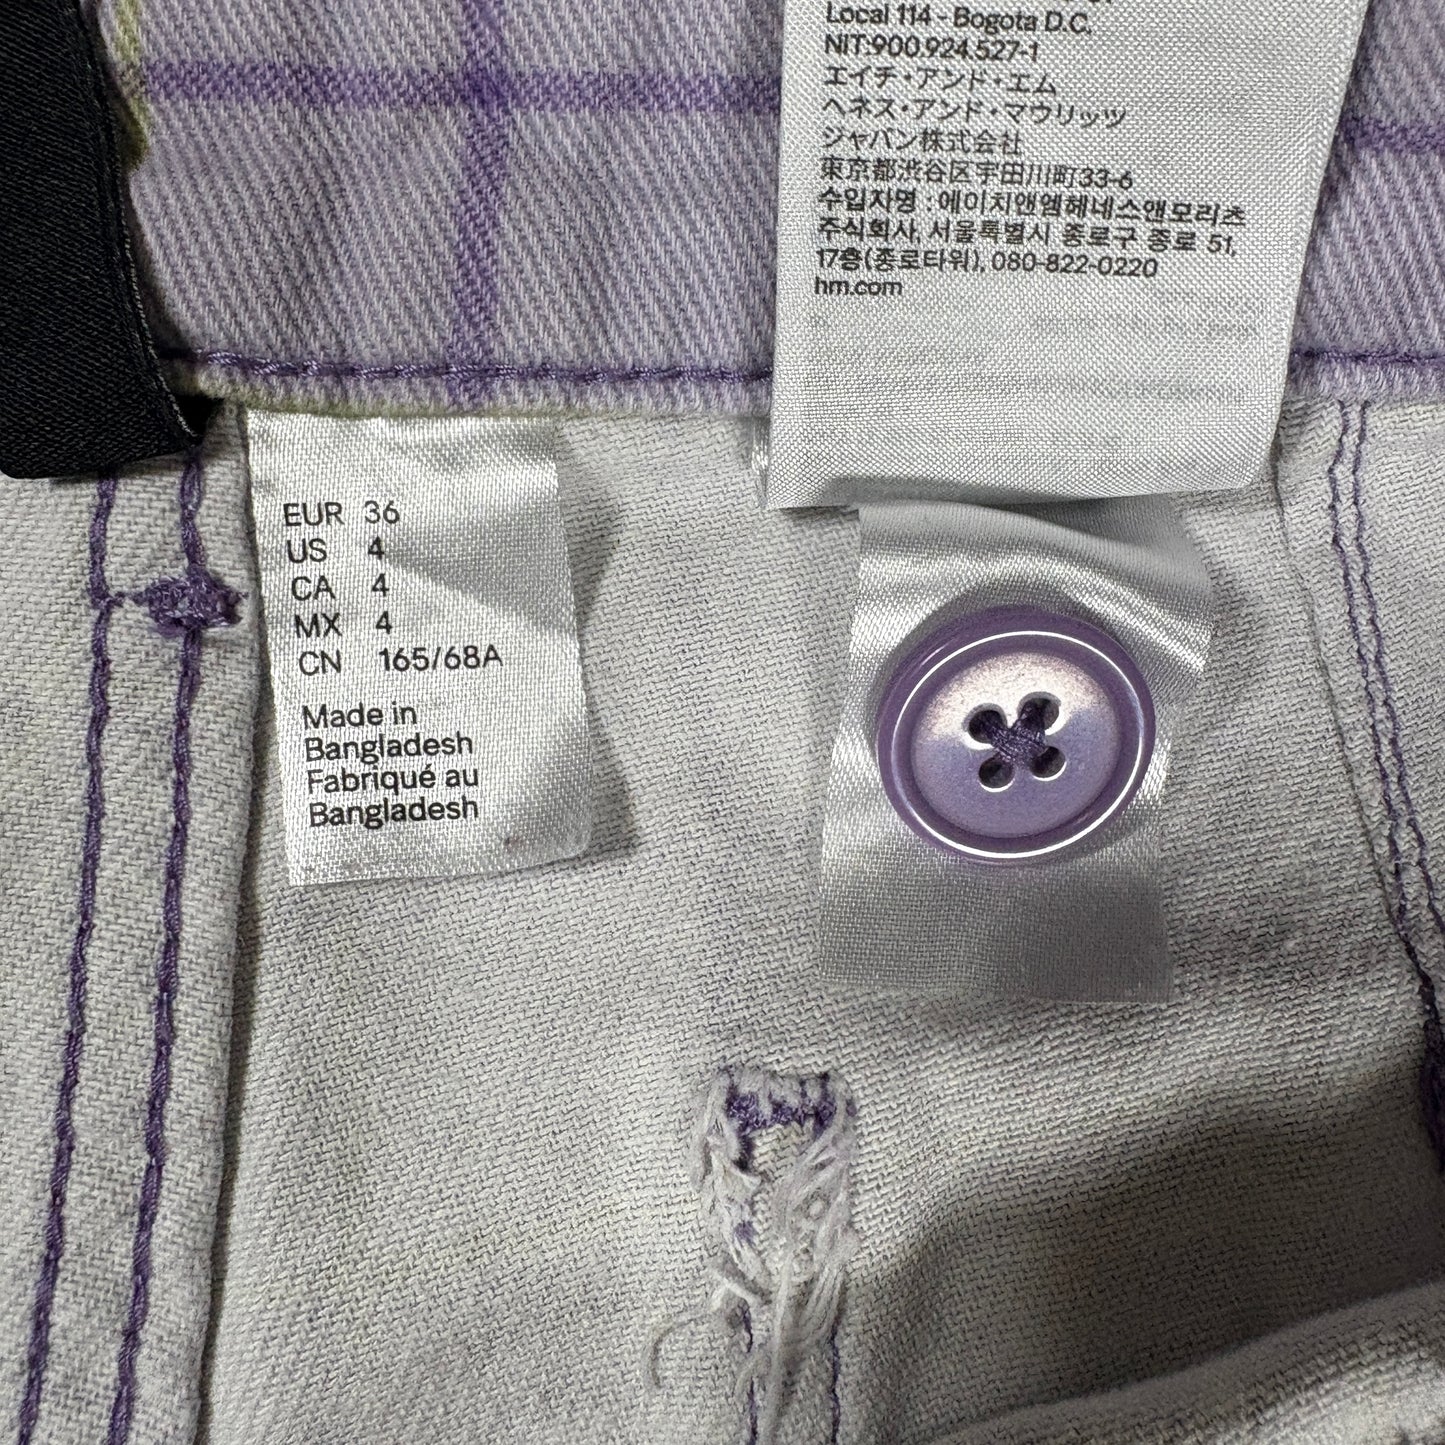 Local 114 - Bogota D.C.
NIT:900.924.527-1
エイチ・アンド・エム
ヘネス・アンド・マウリッツ
ジャパン株式会社
東京都渋谷区宇田川町33-6
수입자명 : 에이치앤엠헤네스앤모리츠
주식회사, 서울특별시 종로구 종로 51,
17층(종로타워), 080-822-0220
hm.com
EUR 36
US 4
CA 4
MX 4
CN 165/68A
Made in
Bangladesh
Fabriqué au
Bangladesh